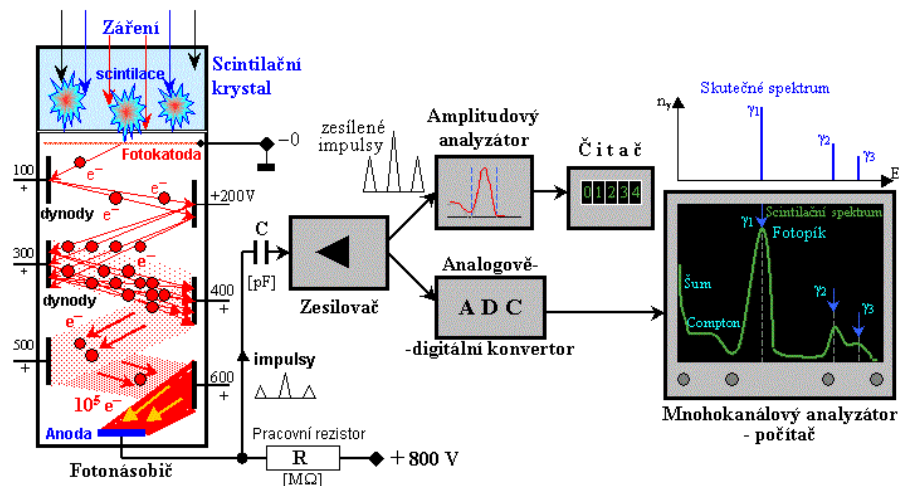 Záření
scintilace
Scintilační
krystal
Fotokatoda
−0
100
+
e−
e−
+200V
dynody
300
+
e−
dynody
400
+
e−
500
+
600
+
10⁵ e−
Anoda
Fotonásobič
impulsy
Pracovní rezistor
R
[MΩ]
+800 V
C
[pF]
Zesilovač
zesílené
impulsy
Amplitudový
analyzátor
Čitač
01234
Analogově-
ADC
-digitální konvertor
Skutečné spektrum
nγ
γ1
γ2
γ3
E
Scintilační spektrum
γ1
Fotopík
Šum
Compton
γ2
γ3
Mnohokanálový analyzátor
- počítač